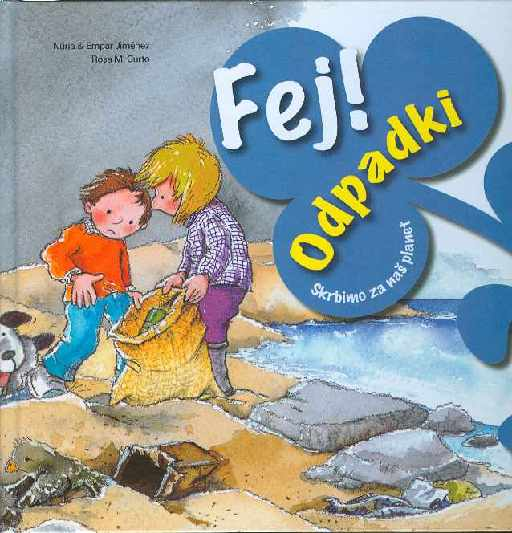 Núria & Empar Jiménez
Rosa M. Curto
Fej!
Odpadki
Skrbimo za naš planet